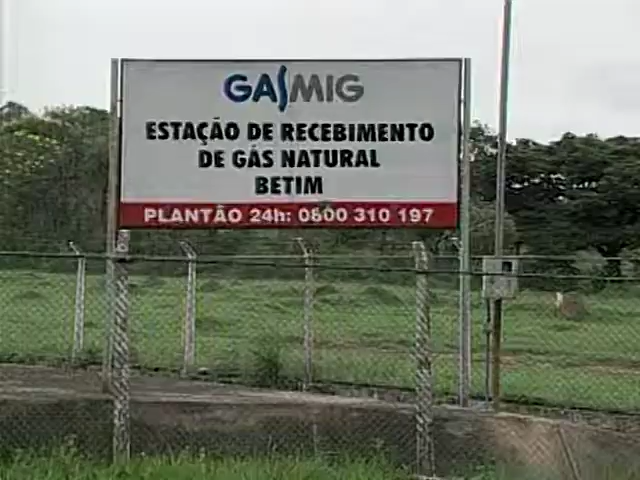 GASMIG
ESTAÇÃO DE RECEBIMENTO
DE GÁS NATURAL
BETIM
PLANTÃO 24h: 0800 310 197